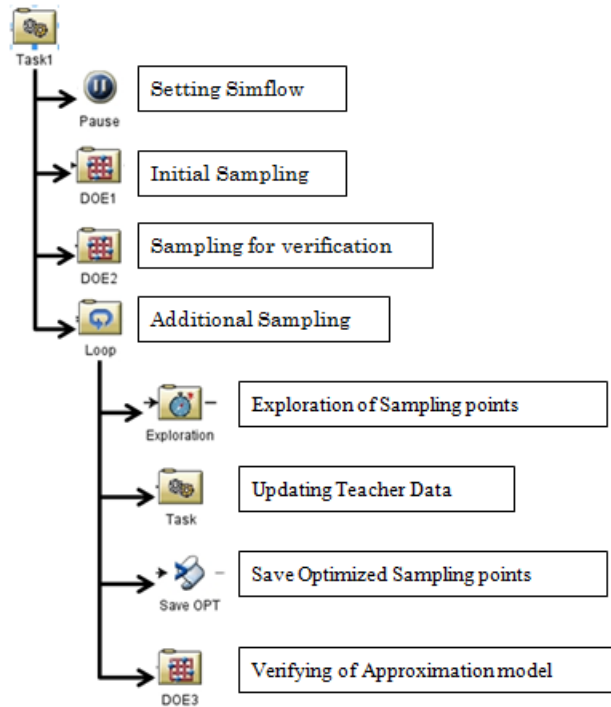 Task1
Setting Simflow
Pause
Initial Sampling
DOE1
Sampling for verification
DOE2
Additional Sampling
Loop
Exploration of Sampling points
Exploration
Updating Teacher Data
Task
Save Optimized Sampling points
Save OPT
Verifying of Approximation model
DOE3